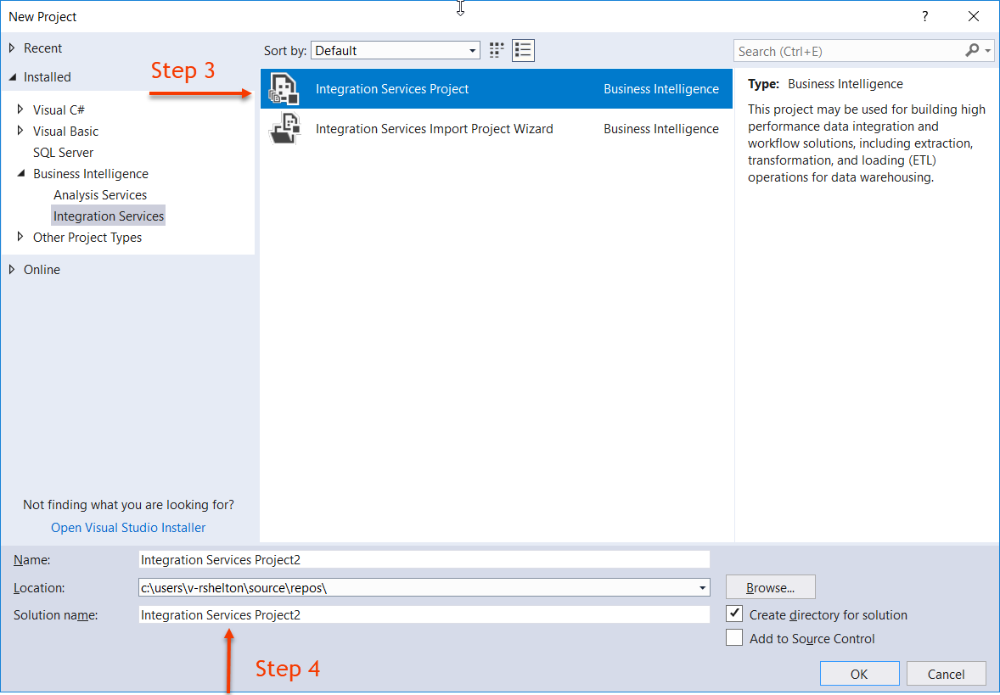 New Project
?
Recent
Installed
Visual C#
Visual Basic
SQL Server
Business Intelligence
Analysis Services
Integration Services
Other Project Types
Online
Not finding what you are looking for?
Open Visual Studio Installer
Step 3
Sort by: Default
Integration Services Project Business Intelligence
Integration Services Import Project Wizard Business Intelligence
Search (Ctrl+E)
Type: Business Intelligence
This project may be used for building high
performance data integration and
workflow solutions, including extraction,
transformation, and loading (ETL)
operations for data warehousing.
Name: Integration Services Project2
Location: c:\users\v-rshelton\source\repos\
Browse...
Solution name: Integration Services Project2
Create directory for solution
Add to Source Control
Step 4
OK
Cancel